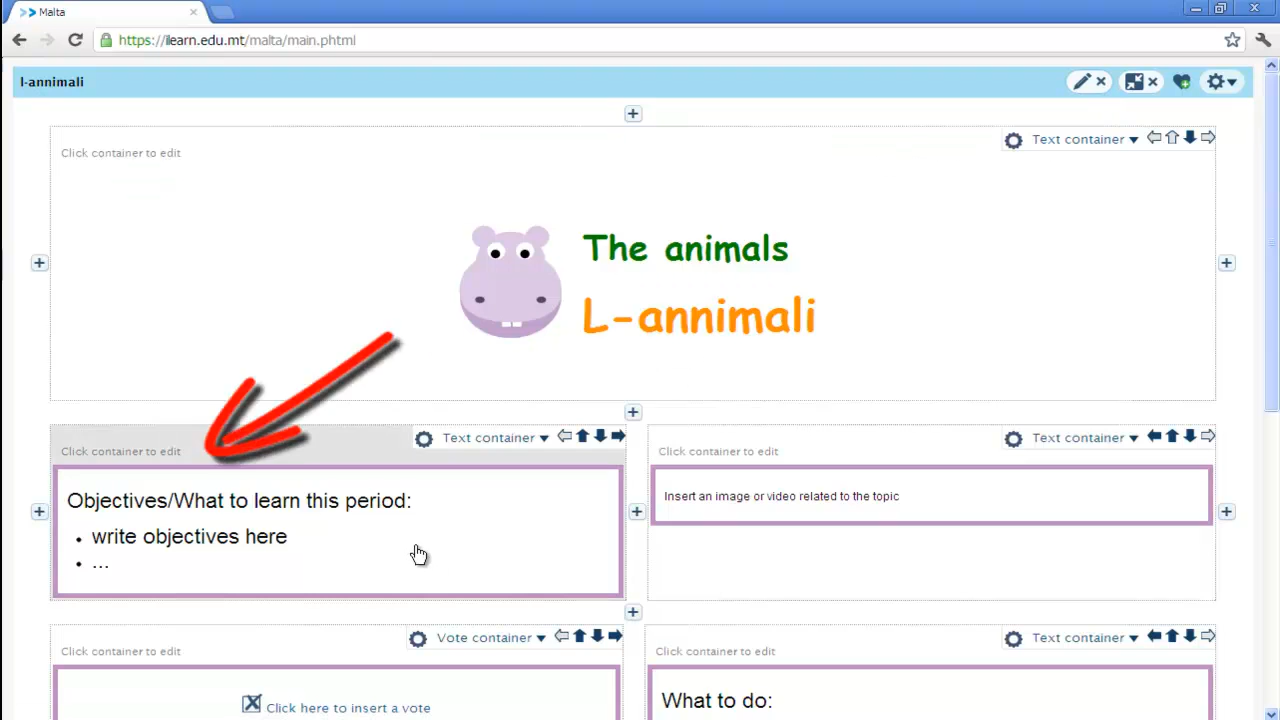 Malta
https://ilearn.edu.mt/malta/main.phtml
l-annimali
Click container to edit
Text container
The animals
L-annimali
Click container to edit
Text container
Objectives/What to learn this period:
• write objectives here
• ...
Click container to edit
Text container
Insert an image or video related to the topic
Click container to edit
Vote container
Click here to insert a vote
Click container to edit
Text container
What to do: